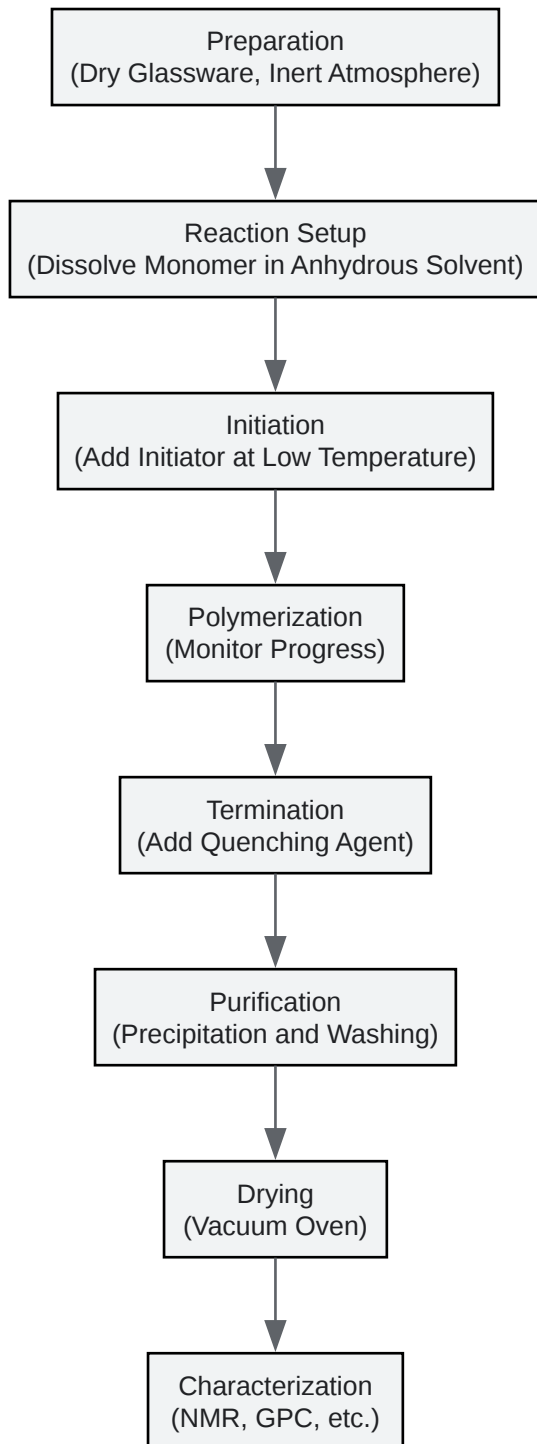 Preparation
(Dry Glassware, Inert Atmosphere)
Reaction Setup
(Dissolve Monomer in Anhydrous Solvent)
Initiation
(Add Initiator at Low Temperature)
Polymerization
(Monitor Progress)
Termination
(Add Quenching Agent)
Purification
(Precipitation and Washing)
Drying
(Vacuum Oven)
Characterization
(NMR, GPC, etc.)